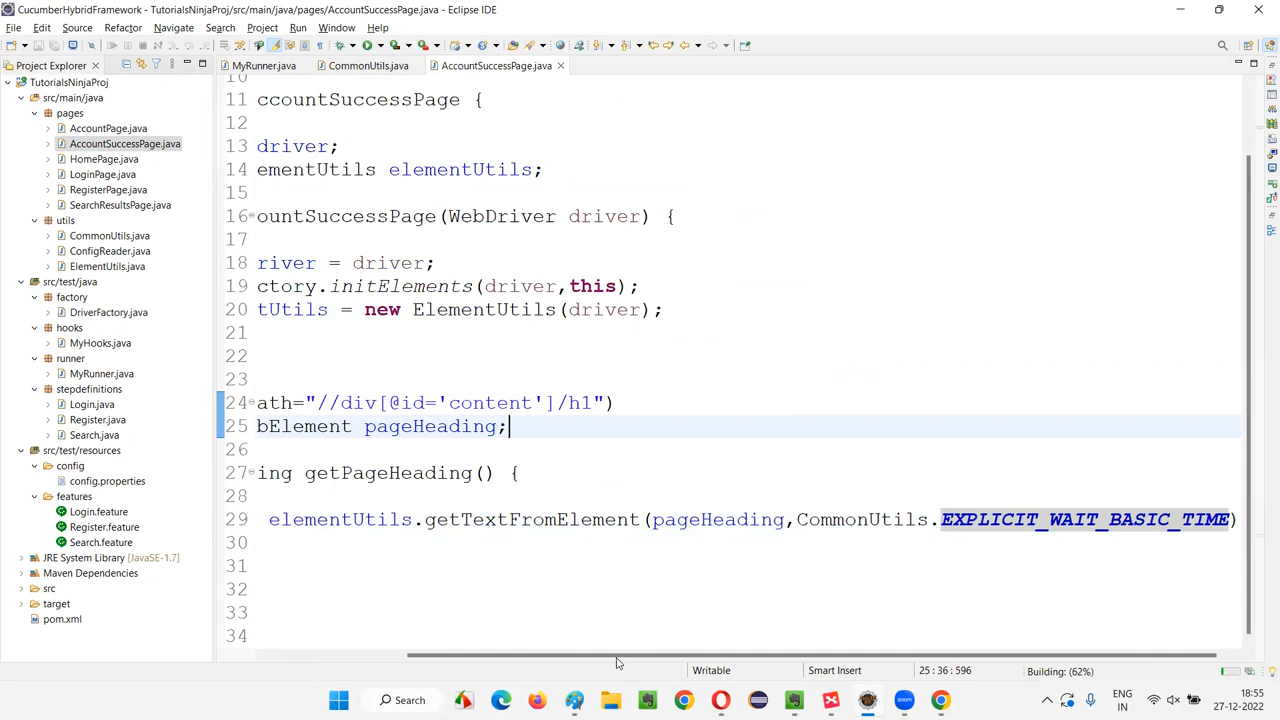 CucumberHybridFramework - TutorialsNinjaProj/src/main/java/pages/AccountSuccessPage.java - Eclipse IDE
File Edit Source Refactor Navigate Search Project Run Window Help
Project Explorer
MyRunner.java
CommonUtils.java
AccountSuccessPage.java
TutorialsNinjaProj
src/main/java
pages
AccountPage.java
AccountSuccessPage.java
HomePage.java
LoginPage.java
RegisterPage.java
SearchResultsPage.java
utils
CommonUtils.java
ConfigReader.java
ElementUtils.java
src/test/java
factory
DriverFactory.java
hooks
MyHooks.java
runner
MyRunner.java
stepdefinitions
Login.java
Register.java
Search.java
src/test/resources
config
config.properties
features
Login.feature
Register.feature
Search.feature
JRE System Library [JavaSE-1.7]
Maven Dependencies
src
target
pom.xml
10
11 ccountSuccessPage {
12
13 driver;
14 ementUtils elementUtils;
15
16 ountSuccessPage(WebDriver driver) {
17
18 river = driver;
19 ctory.initElements(driver,this);
20 tUtils = new ElementUtils(driver);
21
22
23
24 ath="//div[@id='content']/h1")
25 bElement pageHeading;
26
27 ing getPageHeading() {
28
29 elementUtils.getTextFromElement(pageHeading,CommonUtils.EXPLICIT_WAIT_BASIC_TIME)
30
31
32
33
34
Writable
Smart Insert
25 : 36 : 596
Building: (62%)
Search
ENG
IN
18:55
27-12-2022